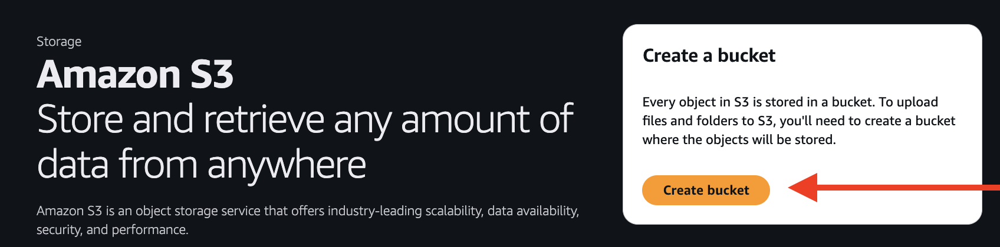 Storage
Amazon S3
Store and retrieve any amount of
data from anywhere
Amazon S3 is an object storage service that offers industry-leading scalability, data availability,
security, and performance.
Create a bucket
Every object in S3 is stored in a bucket. To upload
files and folders to S3, you'll need to create a bucket
where the objects will be stored.
Create bucket